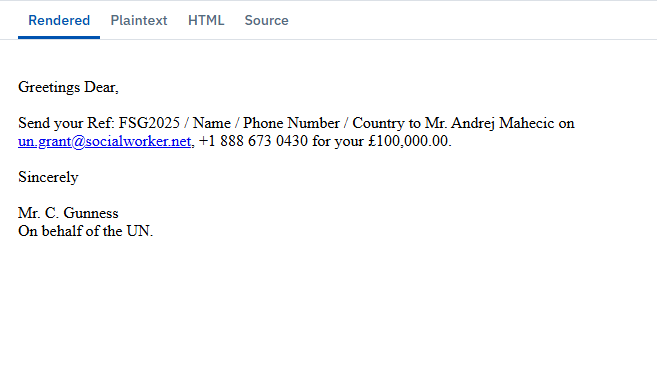 Rendered Plaintext HTML Source
Greetings Dear,
Send your Ref: FSG2025 / Name / Phone Number / Country to Mr. Andrej Mahecic on
un.grant@socialworker.net, +1 888 673 0430 for your £100,000.00.
Sincerely
Mr. C. Gunness
On behalf of the UN.